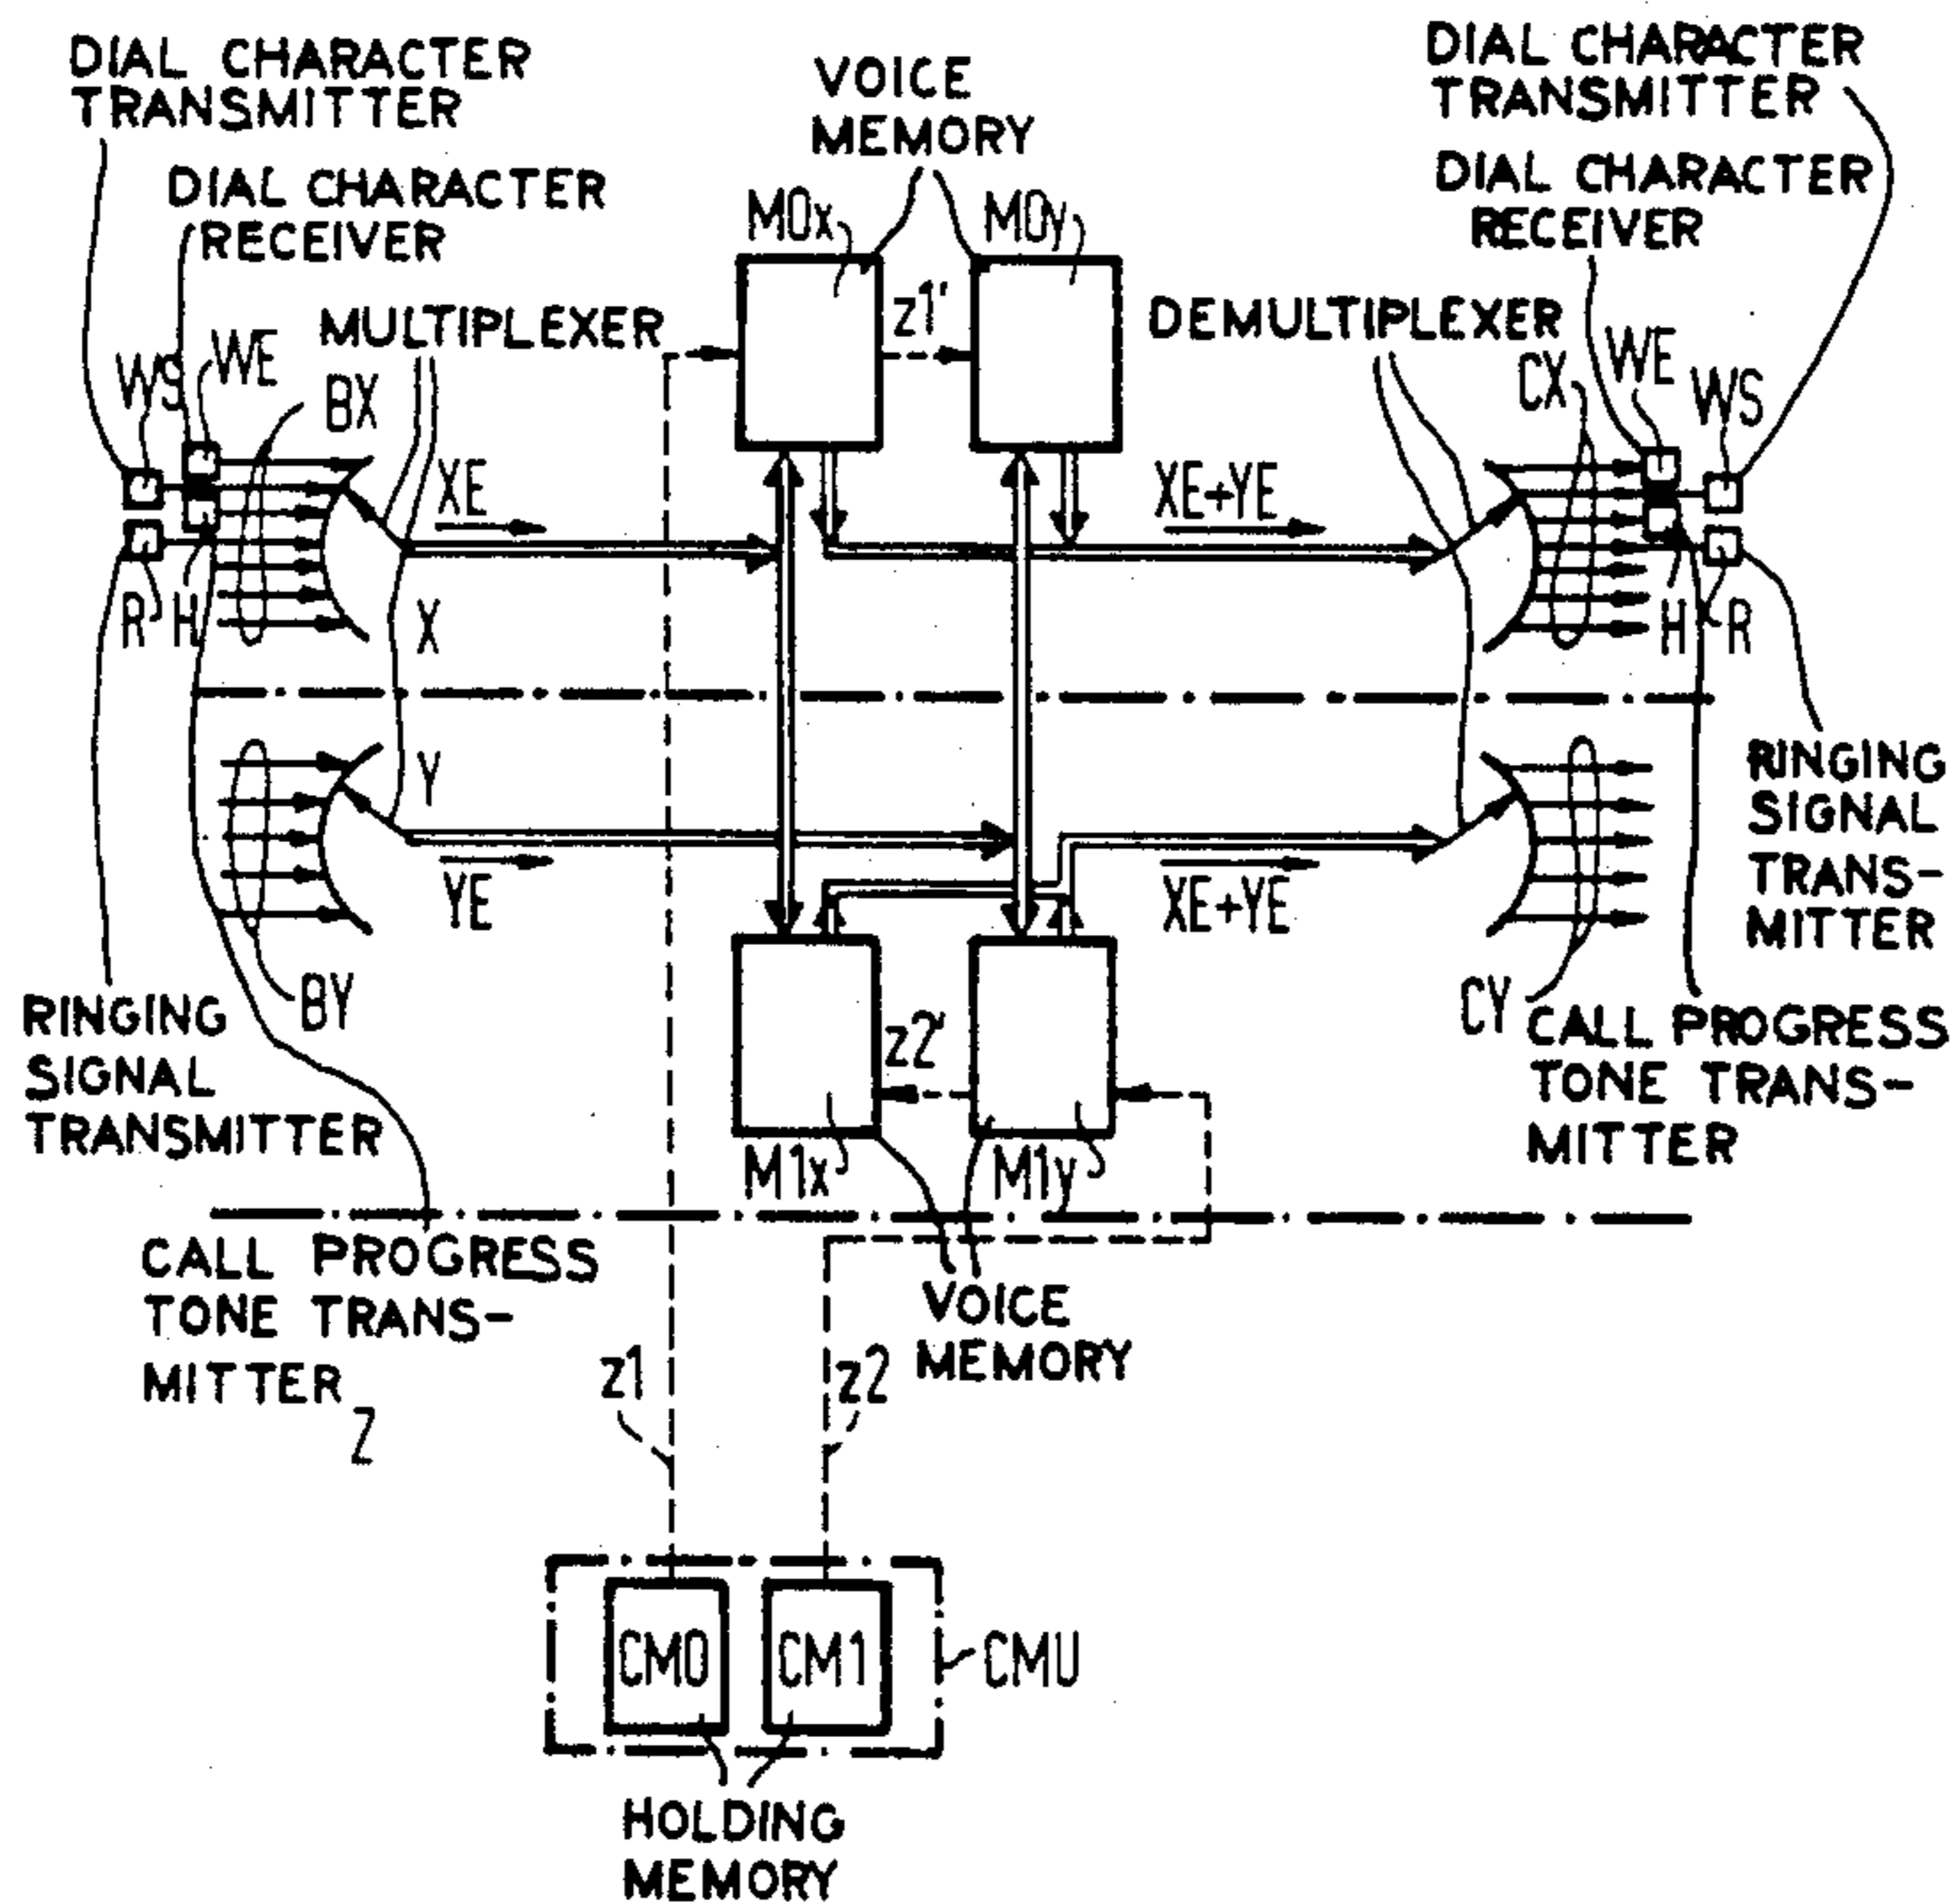 DIAL CHARACTER
TRANSMITTER
DIAL CHARACTER
RECEIVER
VOICE
MEMORY
DIAL CHARACTER
TRANSMITTER
DIAL CHARACTER
RECEIVER
M0x
M0y
z1'
MULTIPLEXER
DEMULTIPLEXER
WS
WE
BX
CX
WE
WS
XE
XE+YE
R
H
X
H
R
Y
YE
XE+YE
BY
CY
RINGING
SIGNAL
TRANS-
MITTER
RINGING
SIGNAL
TRANSMITTER
z2'
CALL PROGRESS
TONE TRANS-
MITTER
M1x
M1y
CALL PROGRESS
TONE TRANS-
MITTER
Z
VOICE
MEMORY
z1
z2
CM0
CM1
CMU
HOLDING
MEMORY